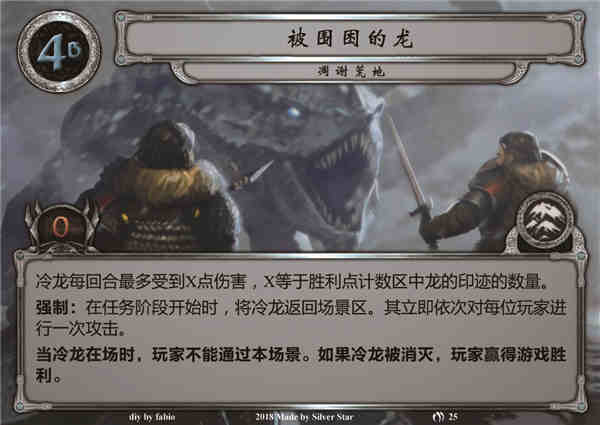 4B
被围困的龙
凋谢荒地
0
冷龙每回合最多受到X点伤害，X等于胜利点计数区中龙的印迹的数量。
强制：在任务阶段开始时，将冷龙返回场景区。其立即依次对每位玩家进
行一次攻击。
当冷龙在场时，玩家不能通过本场景。如果冷龙被消灭，玩家赢得游戏胜
利。
diy by fabio 2018 Made by Silver Star 25